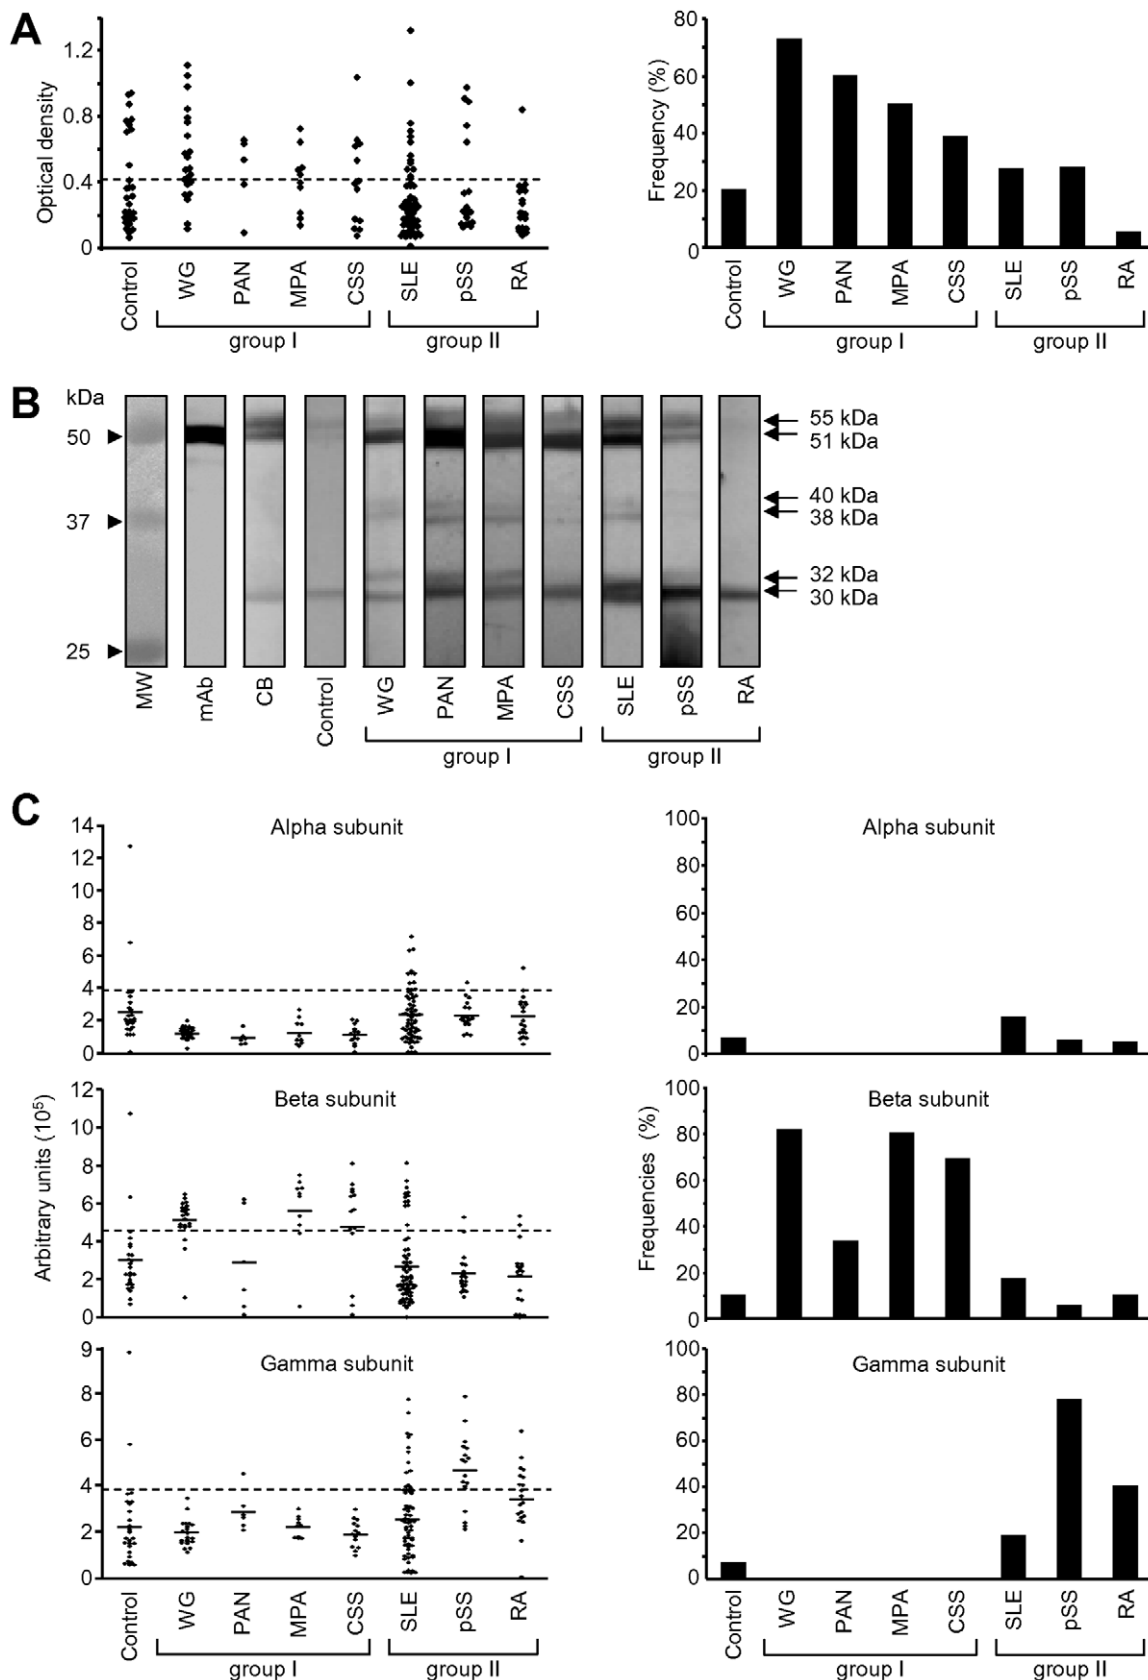 A
Optical density
1.2
0.8
0.4
0
Control
WG
PAN
MPA
CSS
SLE
pSS
RA
group I
group II
Frequency (%)
80
60
40
20
0
Control
WG
PAN
MPA
CSS
SLE
pSS
RA
group I
group II
B
kDa
50
37
25
55 kDa
51 kDa
40 kDa
38 kDa
32 kDa
30 kDa
MW
mAb
CB
Control
WG
PAN
MPA
CSS
SLE
pSS
RA
group I
group II
C
Alpha subunit
14
12
10
8
6
4
2
0
Alpha subunit
100
80
60
40
20
0
Arbitrary units (10⁵)
Beta subunit
12
10
8
6
4
2
0
Frequencies (%)
Beta subunit
100
80
60
40
20
0
Gamma subunit
9
8
6
4
2
0
Control
WG
PAN
MPA
CSS
SLE
pSS
RA
group I
group II
Gamma subunit
100
80
60
40
20
0
Control
WG
PAN
MPA
CSS
SLE
pSS
RA
group I
group II